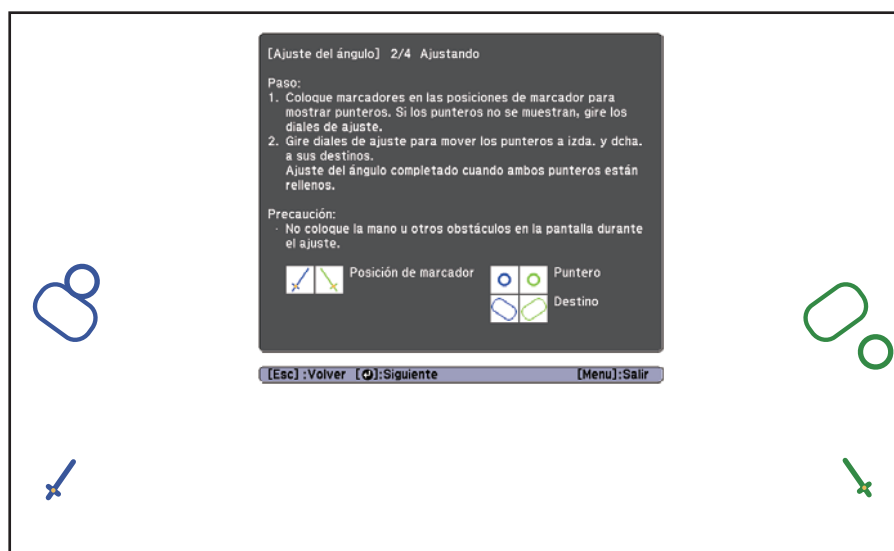 [Ajuste del ángulo] 2/4 Ajustando
Paso:
1. Coloque marcadores en las posiciones de marcador para
mostrar punteros. Si los punteros no se muestran, gire los
diales de ajuste.
2. Gire diales de ajuste para mover los punteros a izda. y dcha.
a sus destinos.
Ajuste del ángulo completado cuando ambos punteros están
rellenos.
Precaución:
· No coloque la mano u otros obstáculos en la pantalla durante
el ajuste.
Posición de marcador
Puntero
Destino
[Esc] :Volver [⏎]:Siguiente [Menu]:Salir